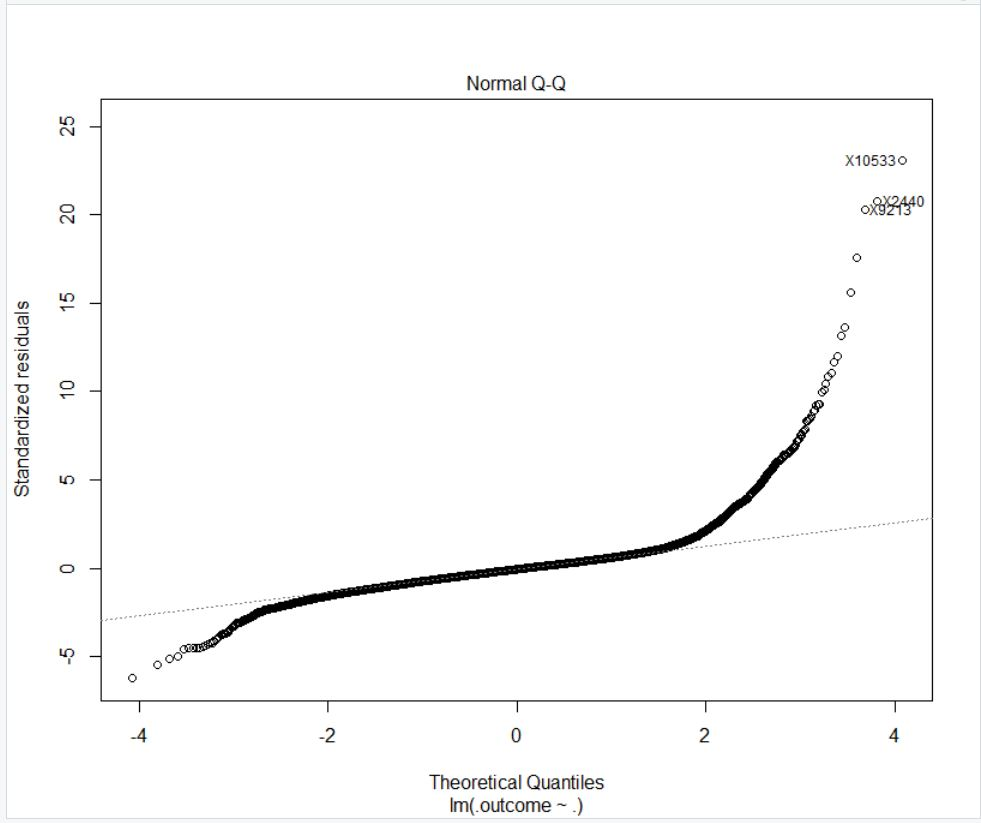 Normal Q-Q
25
20
15
10
5
0
-5
Standardized residuals
X10533
X2440
X9213
-4
-2
0
2
4
Theoretical Quantiles
lm(.outcome ~ .)